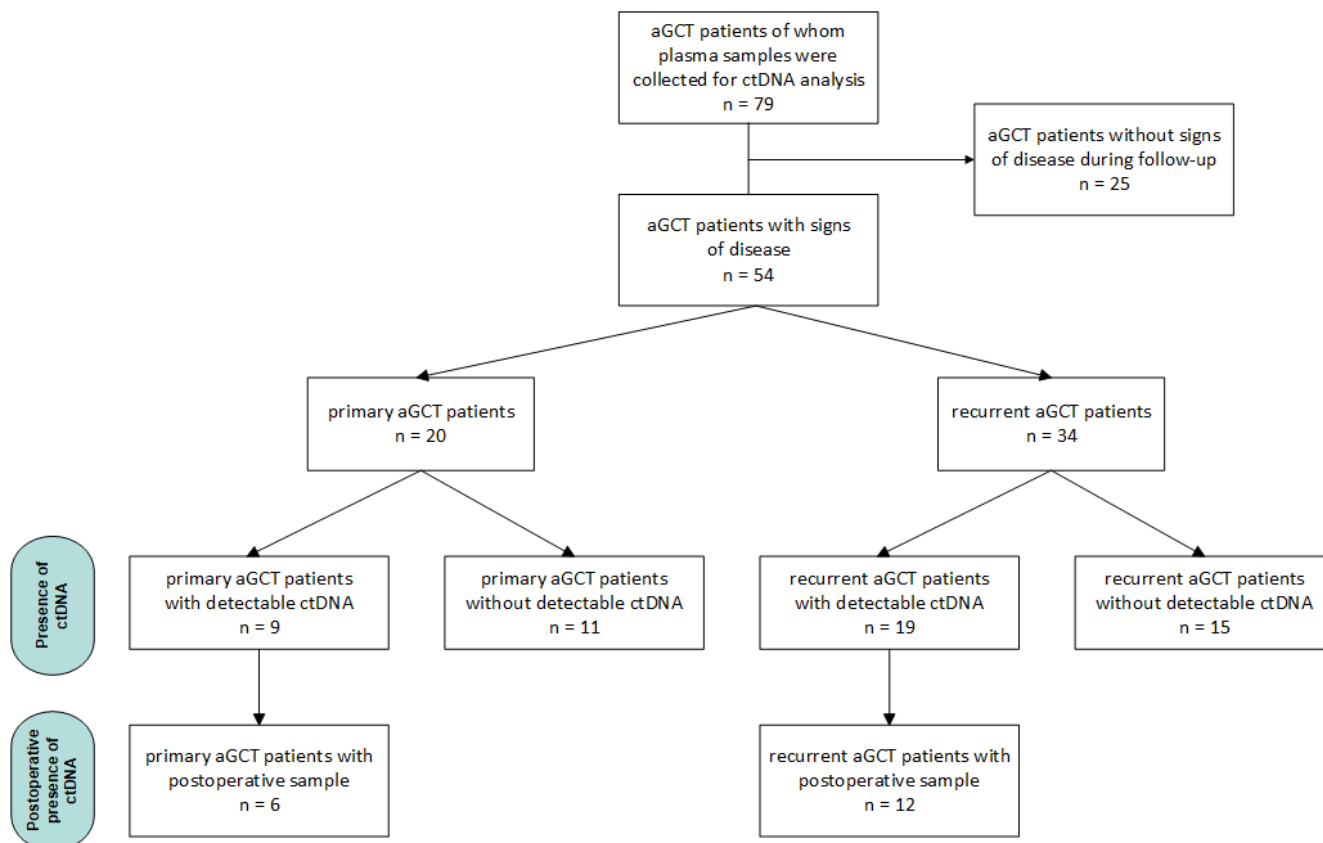 aGCT patients of whom
plasma samples were
collected for ctDNA analysis
n = 79
aGCT patients without signs
of disease during follow-up
n = 25
aGCT patients with signs
of disease
n = 54
primary aGCT patients
n = 20
recurrent aGCT patients
n = 34
Presence of
ctDNA
primary aGCT patients
with detectable ctDNA
n = 9
primary aGCT patients
without detectable ctDNA
n = 11
recurrent aGCT patients
with detectable ctDNA
n = 19
recurrent aGCT patients
without detectable ctDNA
n = 15
Postoperative
presence of
ctDNA
primary aGCT patients with
postoperative sample
n = 6
recurrent aGCT patients with
postoperative sample
n = 12